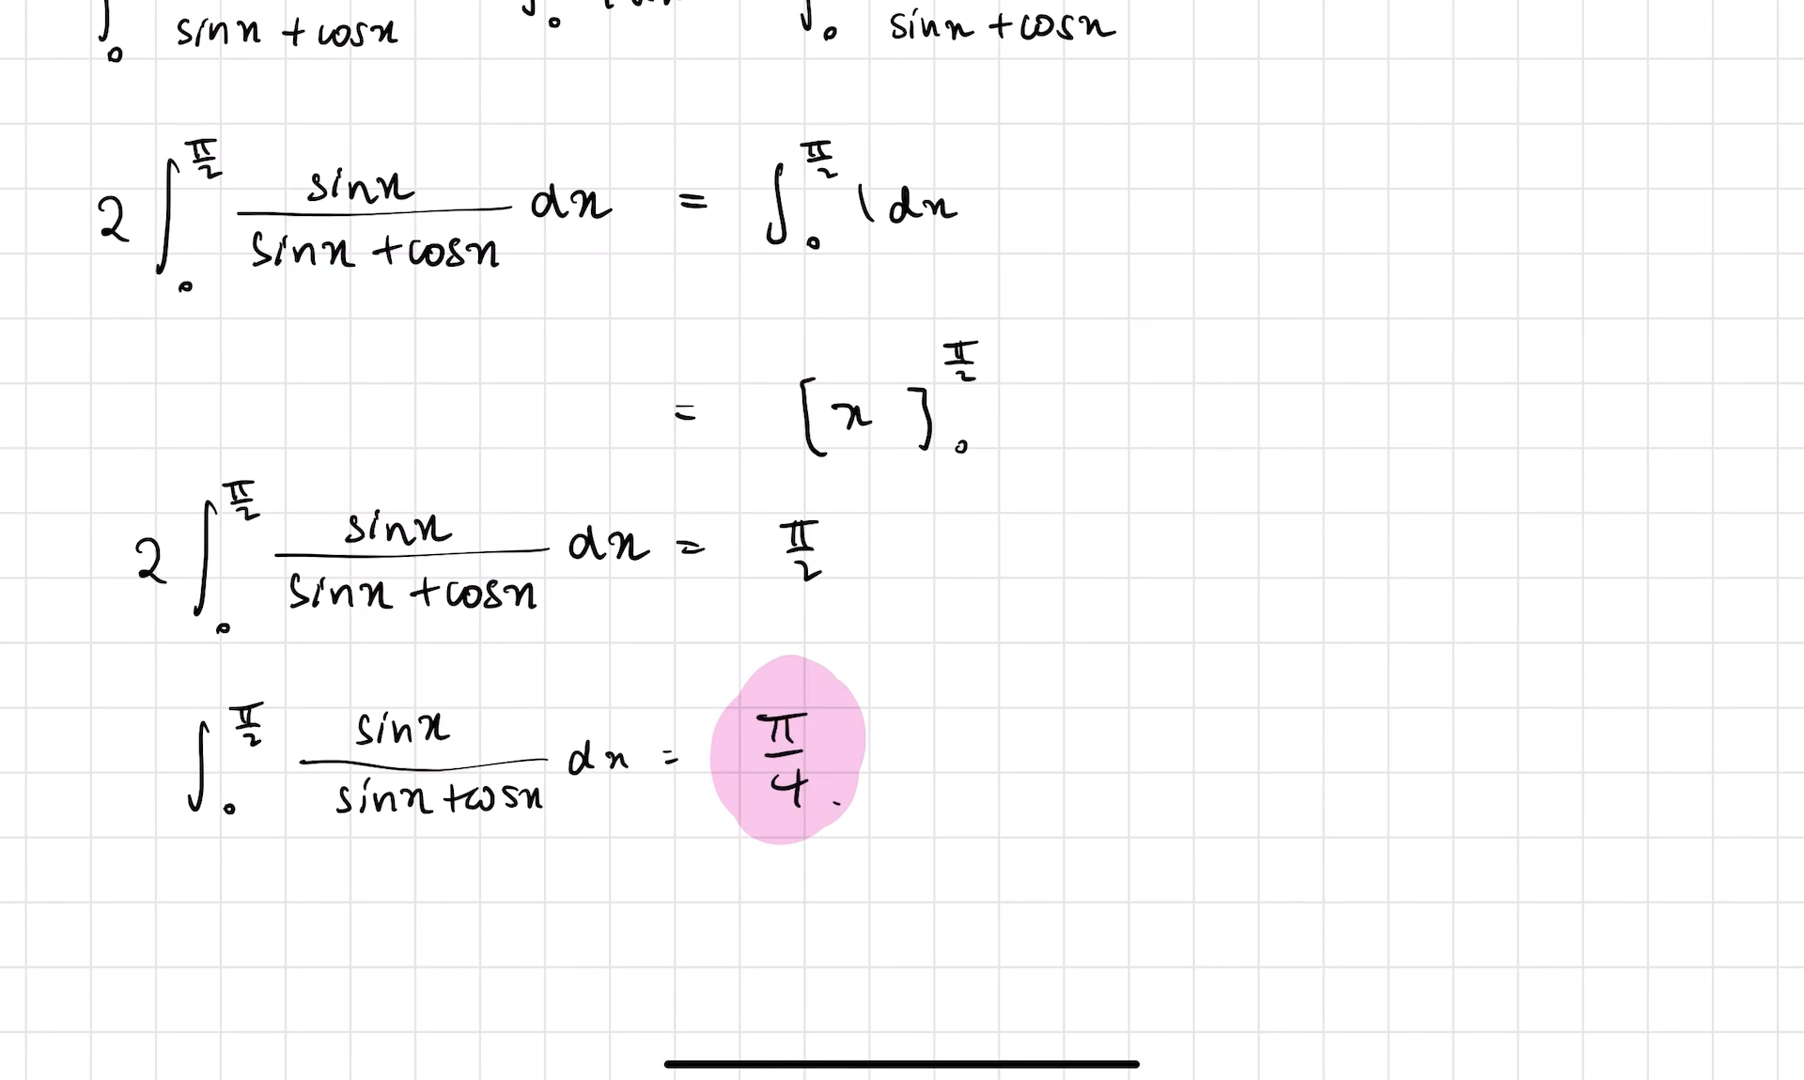 ∫₀ sinx + cosx ∫₀ ∫₀ sinx + cosx
2 ∫₀^(π/2) sinx / (sinx + cosx) dx = ∫₀^(π/2) 1 dx
= [x]₀^(π/2)
2 ∫₀^(π/2) sinx / (sinx + cosx) dx = π/2
∫₀^(π/2) sinx / (sinx + cosx) dx = π/4.